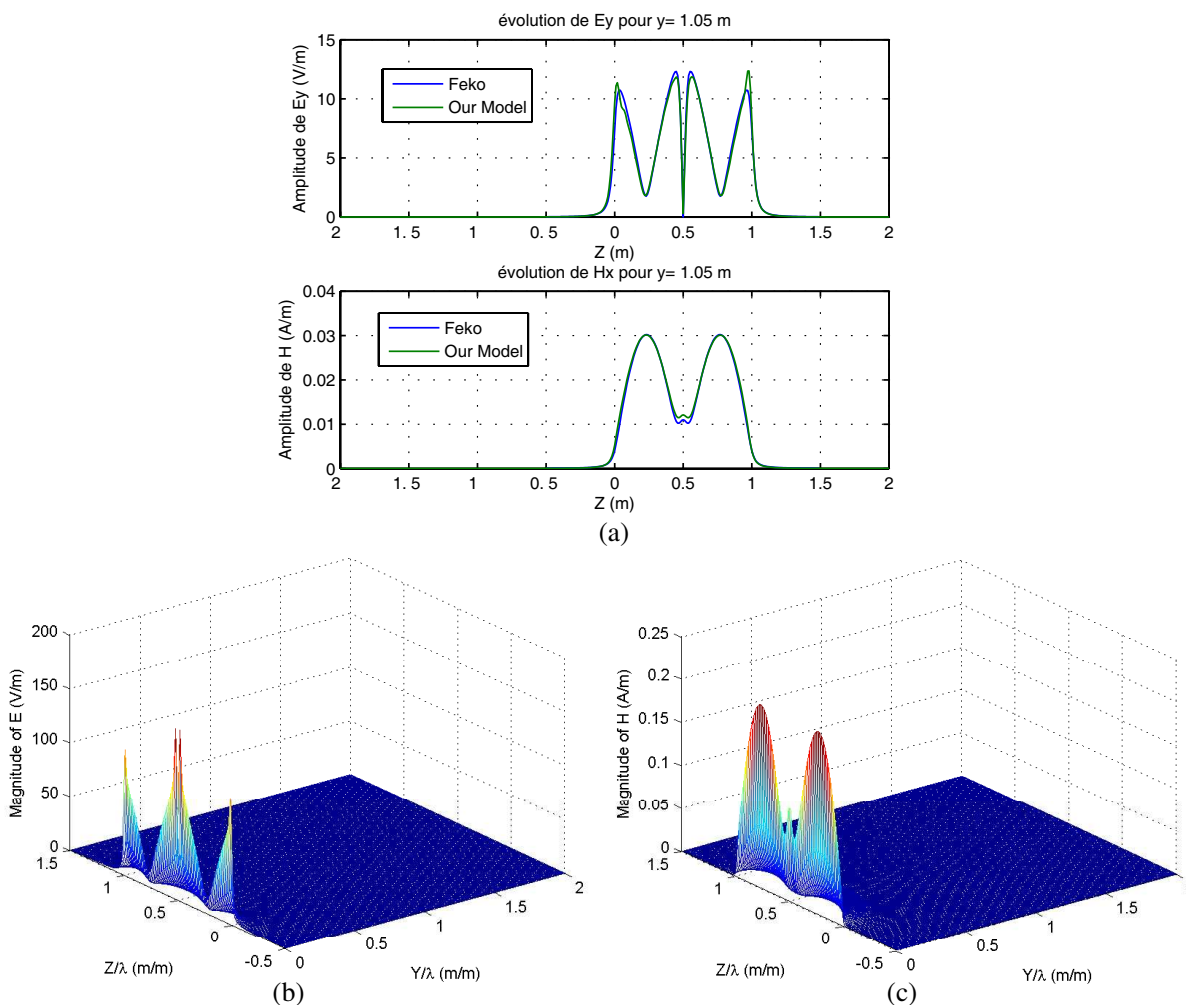 évolution de Ey pour y= 1.05 m
15
10
5
0
Amplitude de Ey (V/m)
Feko
Our Model
2 1. 5 1 0. 5 0 0.5 1 1.5 2
Z (m)
évolution de Hx pour y= 1.05 m
0.04
0.03
0.02
0.01
0
Amplitude de H (A/m)
Feko
Our Model
2 1. 5 1 0. 5 0 0.5 1 1.5 2
Z (m)
(a)
200
150
100
50
0
Magnitude of E (V/m)
1.5
1
0.5
0
-0.5
Z/λ (m/m)
0
0.5
1
1.5
2
Y/λ (m/m)
(b)
0.25
0.2
0.15
0.1
0.05
0
Magnitude of H (A/m)
1.5
1
0.5
0
-0.5
Z/λ (m/m)
0
0.5
1
1.5
Y/λ (m/m)
(c)